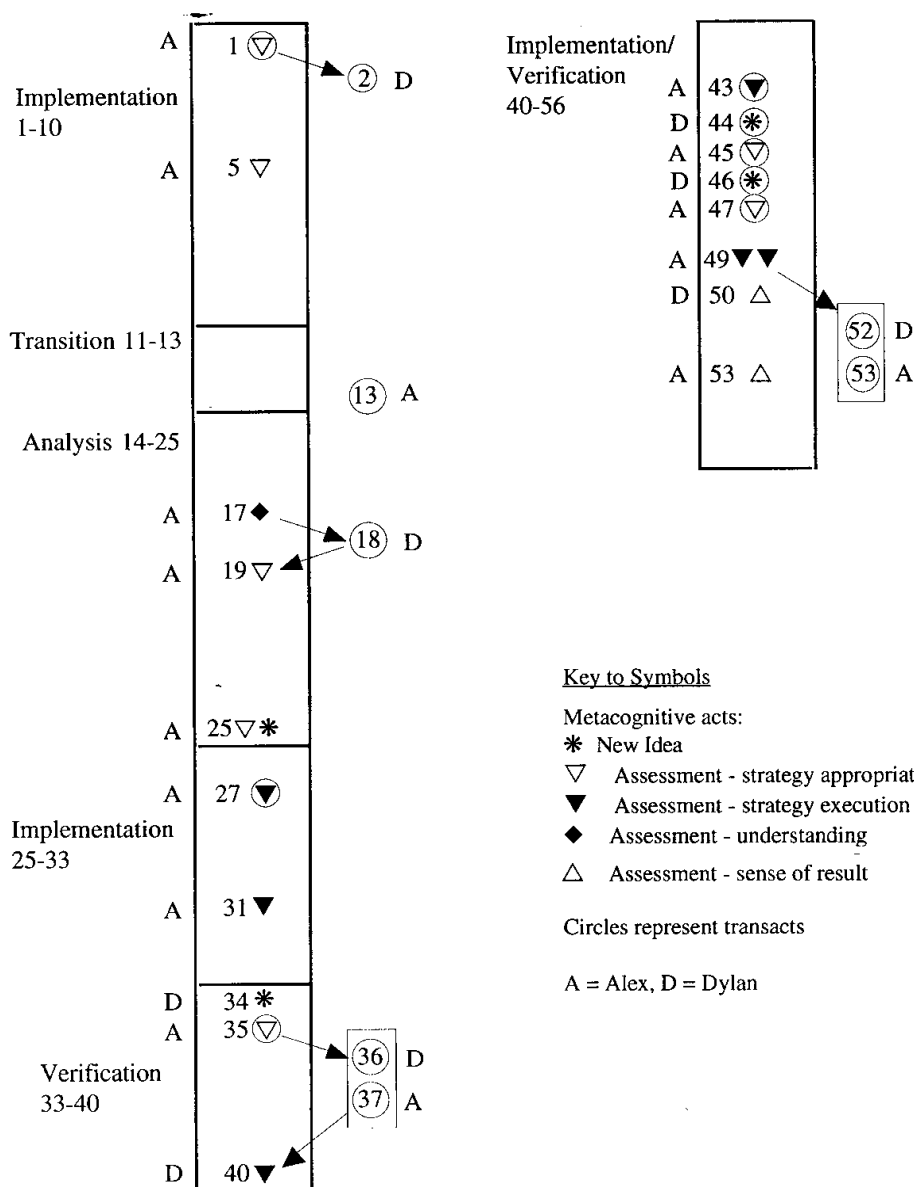 A 1
2 D
Implementation
1-10
A 5
Transition 11-13
13 A
Analysis 14-25
A 17
18 D
A 19
A 25 *
A 27
Implementation
25-33
A 31
D 34 *
A 35
36 D
Verification
33-40
37 A
D 40
Implementation/
Verification
40-56
A 43
D 44 *
A 45
D 46 *
A 47
A 49
D 50
52 D
A 53
53 A
Key to Symbols
Metacognitive acts:
* New Idea
Assessment - strategy appropriat
Assessment - strategy execution
Assessment - understanding
Assessment - sense of result
Circles represent transacts
A = Alex, D = Dylan